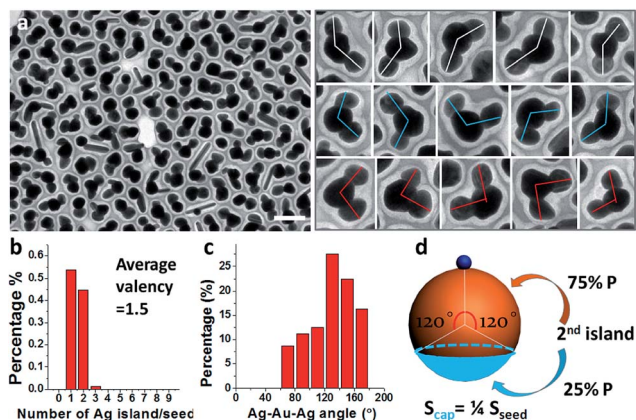 a
b
0.6
0.5
0.4
0.3
0.2
0.1
0.0
Percentage %
Average
valency
=1.5
0 1 2 3 4 5 6 7 8 9
Number of Ag island/seed
c
25
20
15
10
5
0
Percentage (%)
0 40 80 120 160 200
Ag-Au-Ag angle (°)
d
75% P
120° 120°
2nd island
25% P
Scap= ¼ Sseed